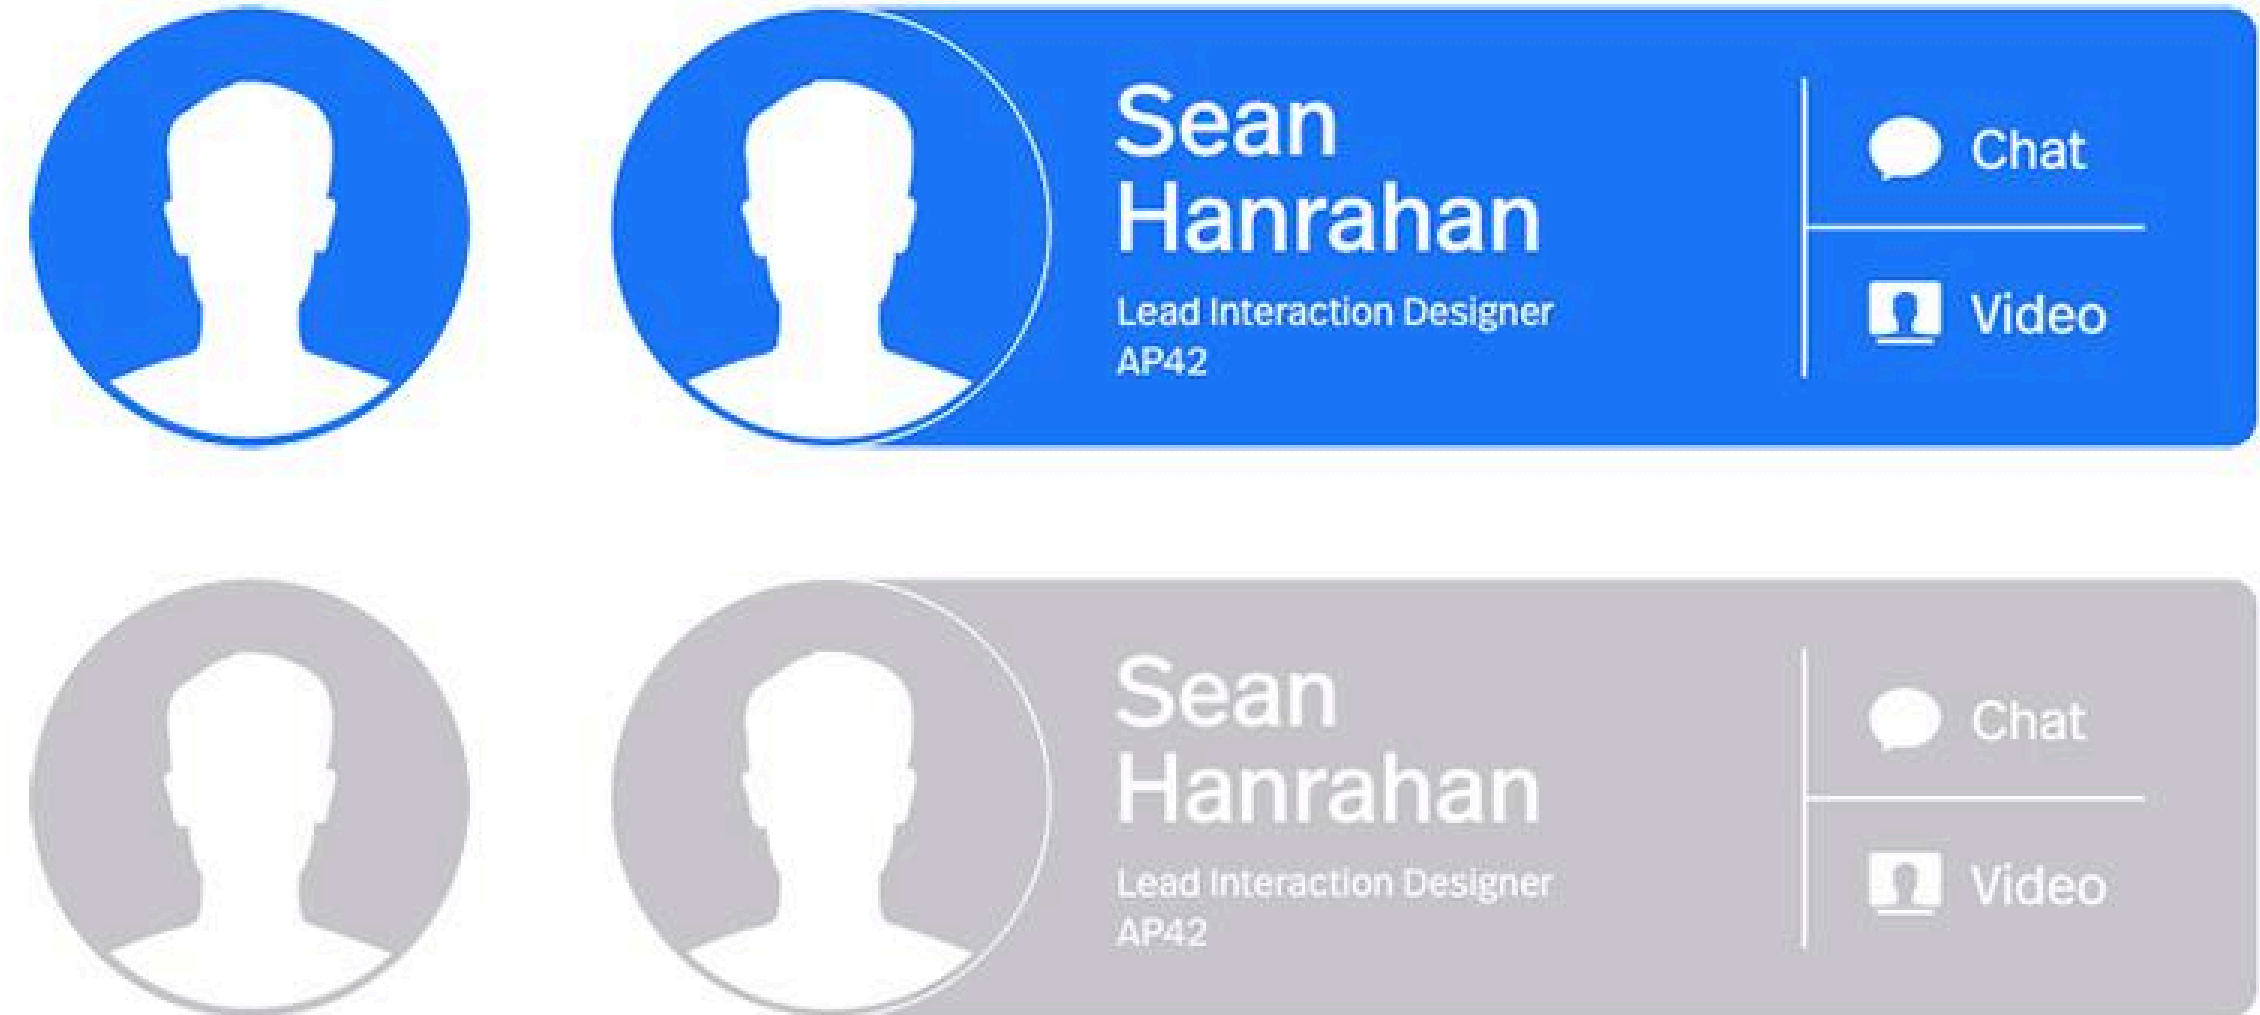 Sean
Hanrahan
Lead Interaction Designer
AP42
Chat
Video
Sean
Hanrahan
Lead Interaction Designer
AP42
Chat
Video